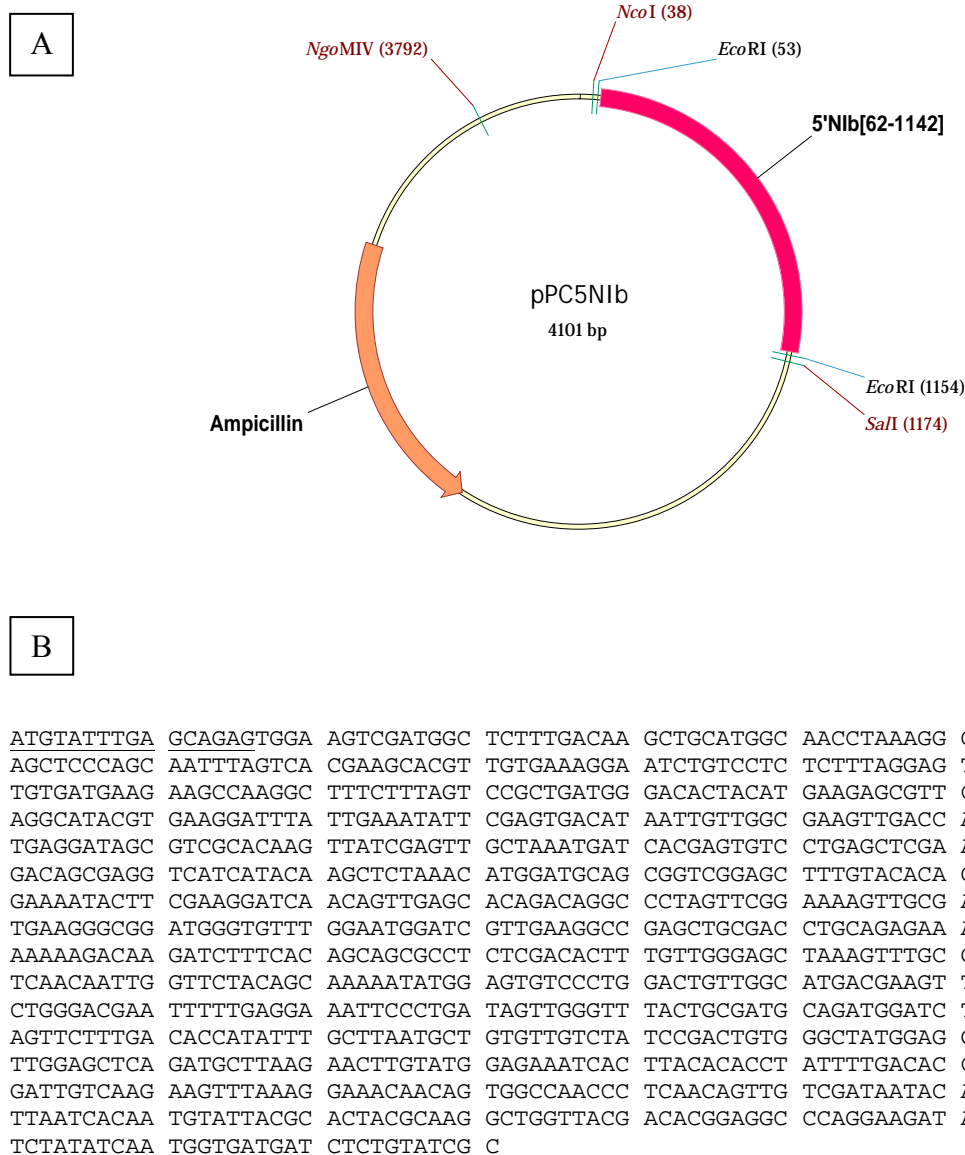 A
NcoI (38)
NgoMIV (3792)
EcoRI (53)
5'NIb[62-1142]
pPC5NIb
4101 bp
EcoRI (1154)
SalI (1174)
Ampicillin
B
ATGTATTTGA GCAGAGTGGA AGTCGATGGC TCTTTGACAA GCTGCATGGC AACCTAAAGG
AGCTCCCAGC AATTTAGTCA CGAAGCACGT TGTGAAAGGA ATCTGTCCTC TCTTTAGGAG
TGTGATGAAG AAGCCAAGGC TTTCTTTAGT CCGCTGATGG GACACTACAT GAAGAGCGTT
AGGCATACGT GAAGGATTTA TTGAAATATT CGAGTGACAT AATTGTTGGC GAAGTTGACC
TGAGGATAGC GTCGCACAAG TTATCGAGTT GCTAAATGAT CACGAGTGTC CTGAGCTCGA
GACAGCGAGG TCATCATACA AGCTCTAAAC ATGGATGCAG CGGTCGGAGC TTTGTACACA
GAAAATACTT CGAAGGATCA ACAGTTGAGC ACAGACAGGC CCTAGTTCGG AAAAGTTGCG
TGAAGGGCGG ATGGGTGTTT GGAATGGATC GTTGAAGGCC GAGCTGCGAC CTGCAGAGAA
AAAAAGACAA GATCTTTCAC AGCAGCGCCT CTCGACACTT TGTTGGGAGC TAAAGTTTGC
TCAACAATTG GTTCTACAGC AAAAATATGG AGTGTCCCTG GACTGTTGGC ATGACGAAGT
CTGGGACGAA TTTTTGAGGA AATTCCCTGA TAGTTGGGTT TACTGCGATG CAGATGGATC
AGTTCTTTGA CACCATATTT GCTTAATGCT GTGTTGTCTA TCCGACTGTG GGCTATGGAG
TTGGAGCTCA GATGCTTAAG AACTTGTATG GAGAAATCAC TTACACACCT ATTTTGACAC
GATTGTCAAG AAGTTTAAAG GAAACAACAG TGGCCAACCC TCAACAGTTG TCGATAATAC
TTAATCACAA TGTATTACGC ACTACGCAAG GCTGGTTACG ACACGGAGGC CCAGGAAGAT
TCTATATCAA TGGTGATGAT CTCTGTATCG C